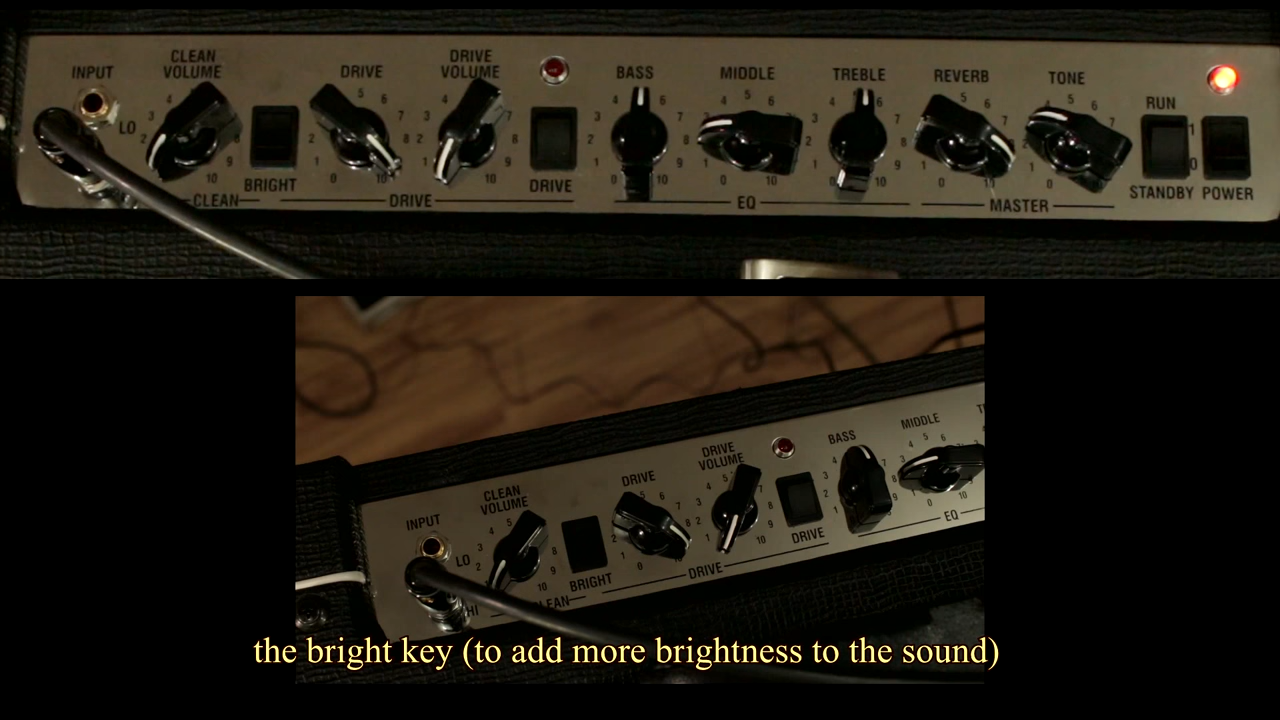 INPUT
CLEAN
VOLUME
DRIVE
DRIVE
VOLUME
BASS
MIDDLE
TREBLE
REVERB
TONE
RUN
LO
BRIGHT
DRIVE
STANDBY
POWER
CLEAN
DRIVE
EQ
MASTER
INPUT
CLEAN
VOLUME
DRIVE
DRIVE
VOLUME
BASS
MIDDLE
LO
BRIGHT
DRIVE
HI
CLEAN
DRIVE
EQ
the bright key (to add more brightness to the sound)